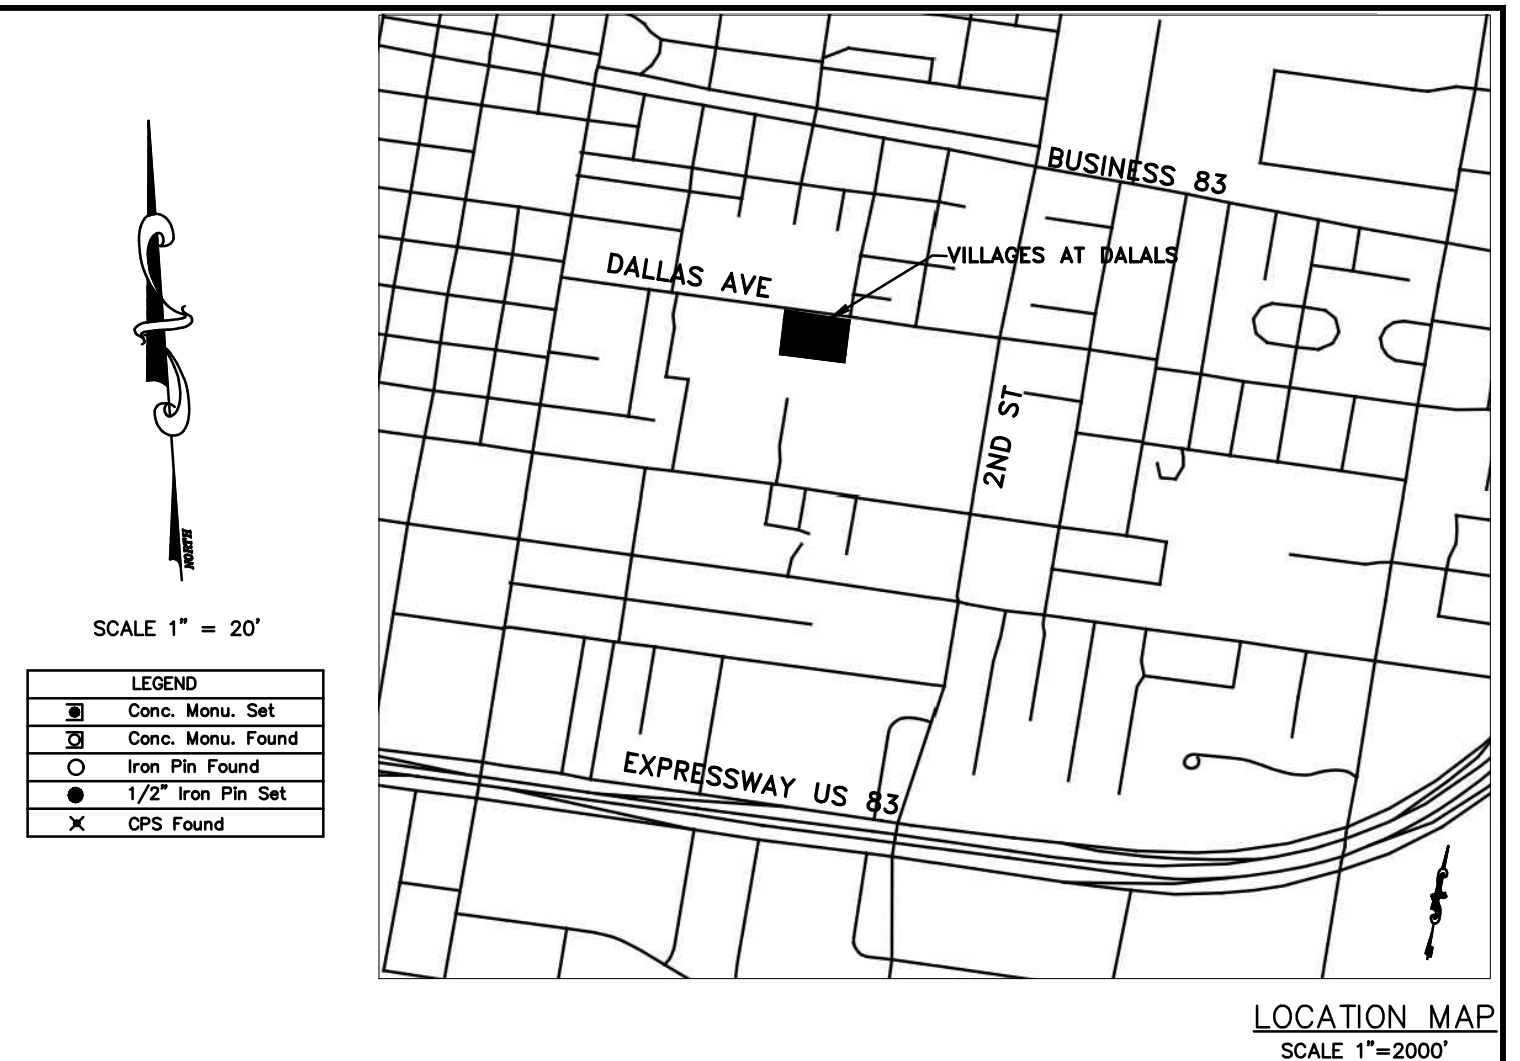 BUSINESS 83
VILLAGES AT DALALS
DALLAS AVE
2ND ST
NORTH
SCALE 1" = 20'
LEGEND
Conc. Monu. Set
Conc. Monu. Found
Iron Pin Found
1/2" Iron Pin Set
CPS Found
EXPRESSWAY US 83
LOCATION MAP
SCALE 1"=2000'